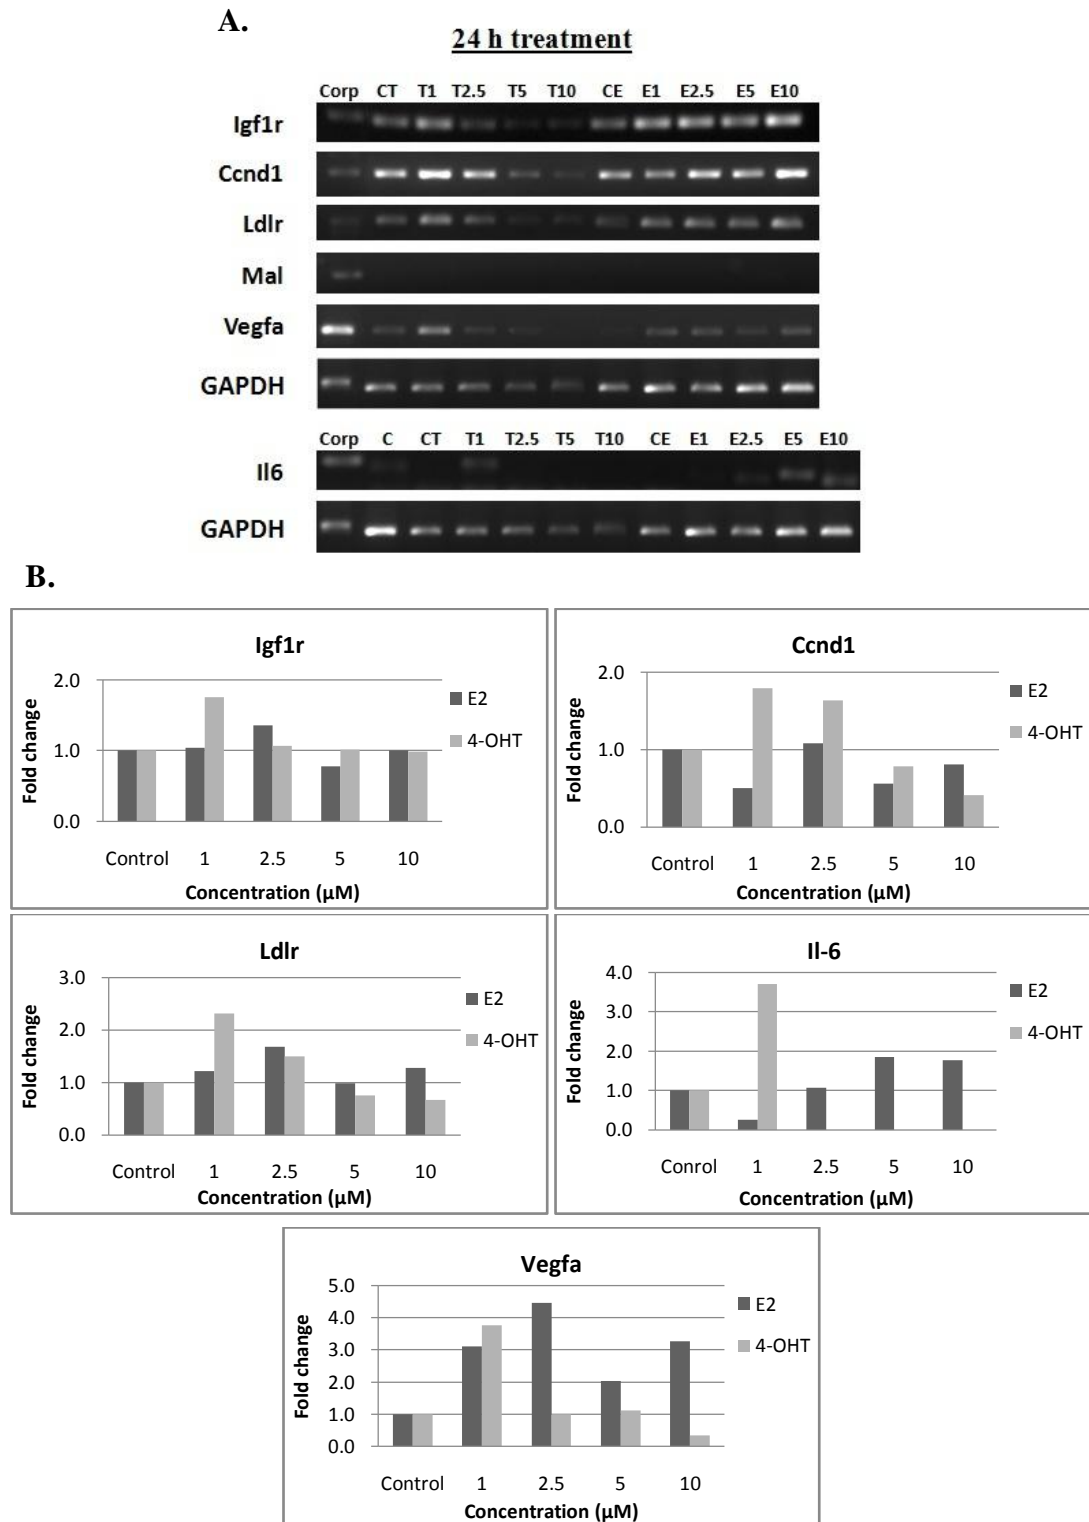 A.
24 h treatment
Corp CT T1 T2.5 T5 T10 CE E1 E2.5 E5 E10
Igf1r
Ccnd1
Ldlr
Mal
Vegfa
GAPDH
Corp C CT T1 T2.5 T5 T10 CE E1 E2.5 E5 E10
Il6
GAPDH
B.
Igf1r
2.0
1.0
0.0
Fold change
E2
4-OHT
Control 1 2.5 5 10
Concentration (µM)
Ccnd1
2.0
1.0
0.0
Fold change
E2
4-OHT
Control 1 2.5 5 10
Concentration (µM)
Ldlr
3.0
2.0
1.0
0.0
Fold change
E2
4-OHT
Control 1 2.5 5 10
Concentration (µM)
Il-6
4.0
3.0
2.0
1.0
0.0
Fold change
E2
4-OHT
Conrol 1 2.5 5 10
Concentration (µM)
Vegfa
5.0
4.0
3.0
2.0
1.0
0.0
Fold change
E2
4-OHT
Control 1 2.5 5 10
Concentration (µM)